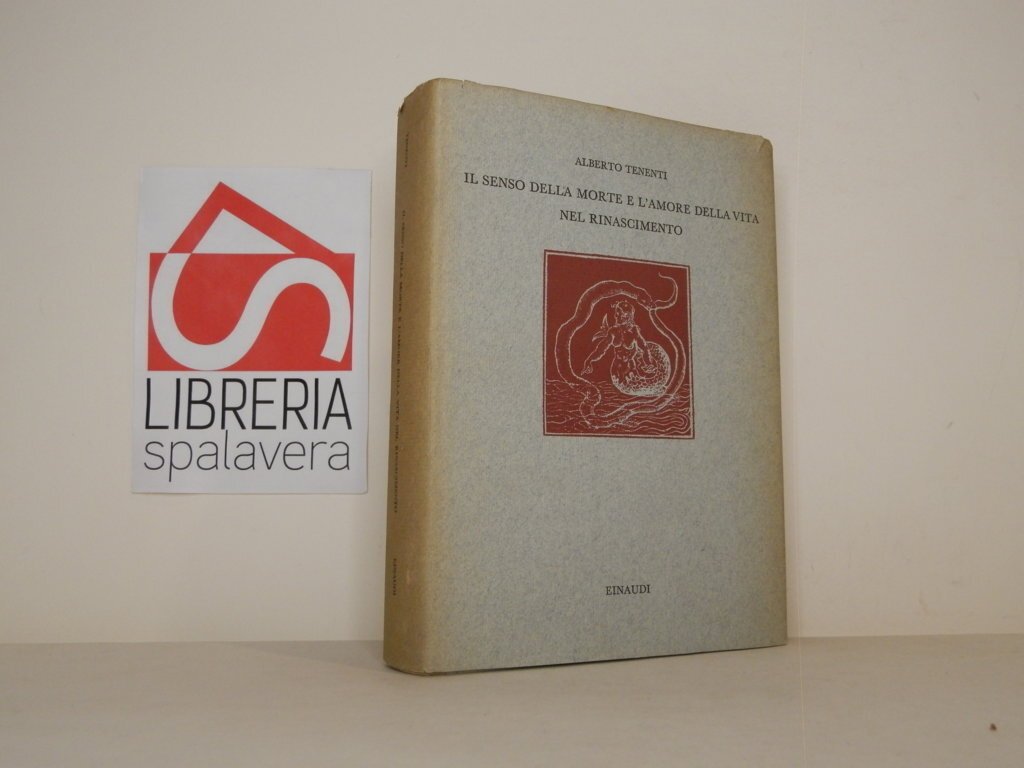 LIBRERIA
spalavera
ALBERTO TENENTI
IL SENSO DELLA MORTE E L'AMORE DELLA VITA
NEL RINASCIMENTO
EINAUDI